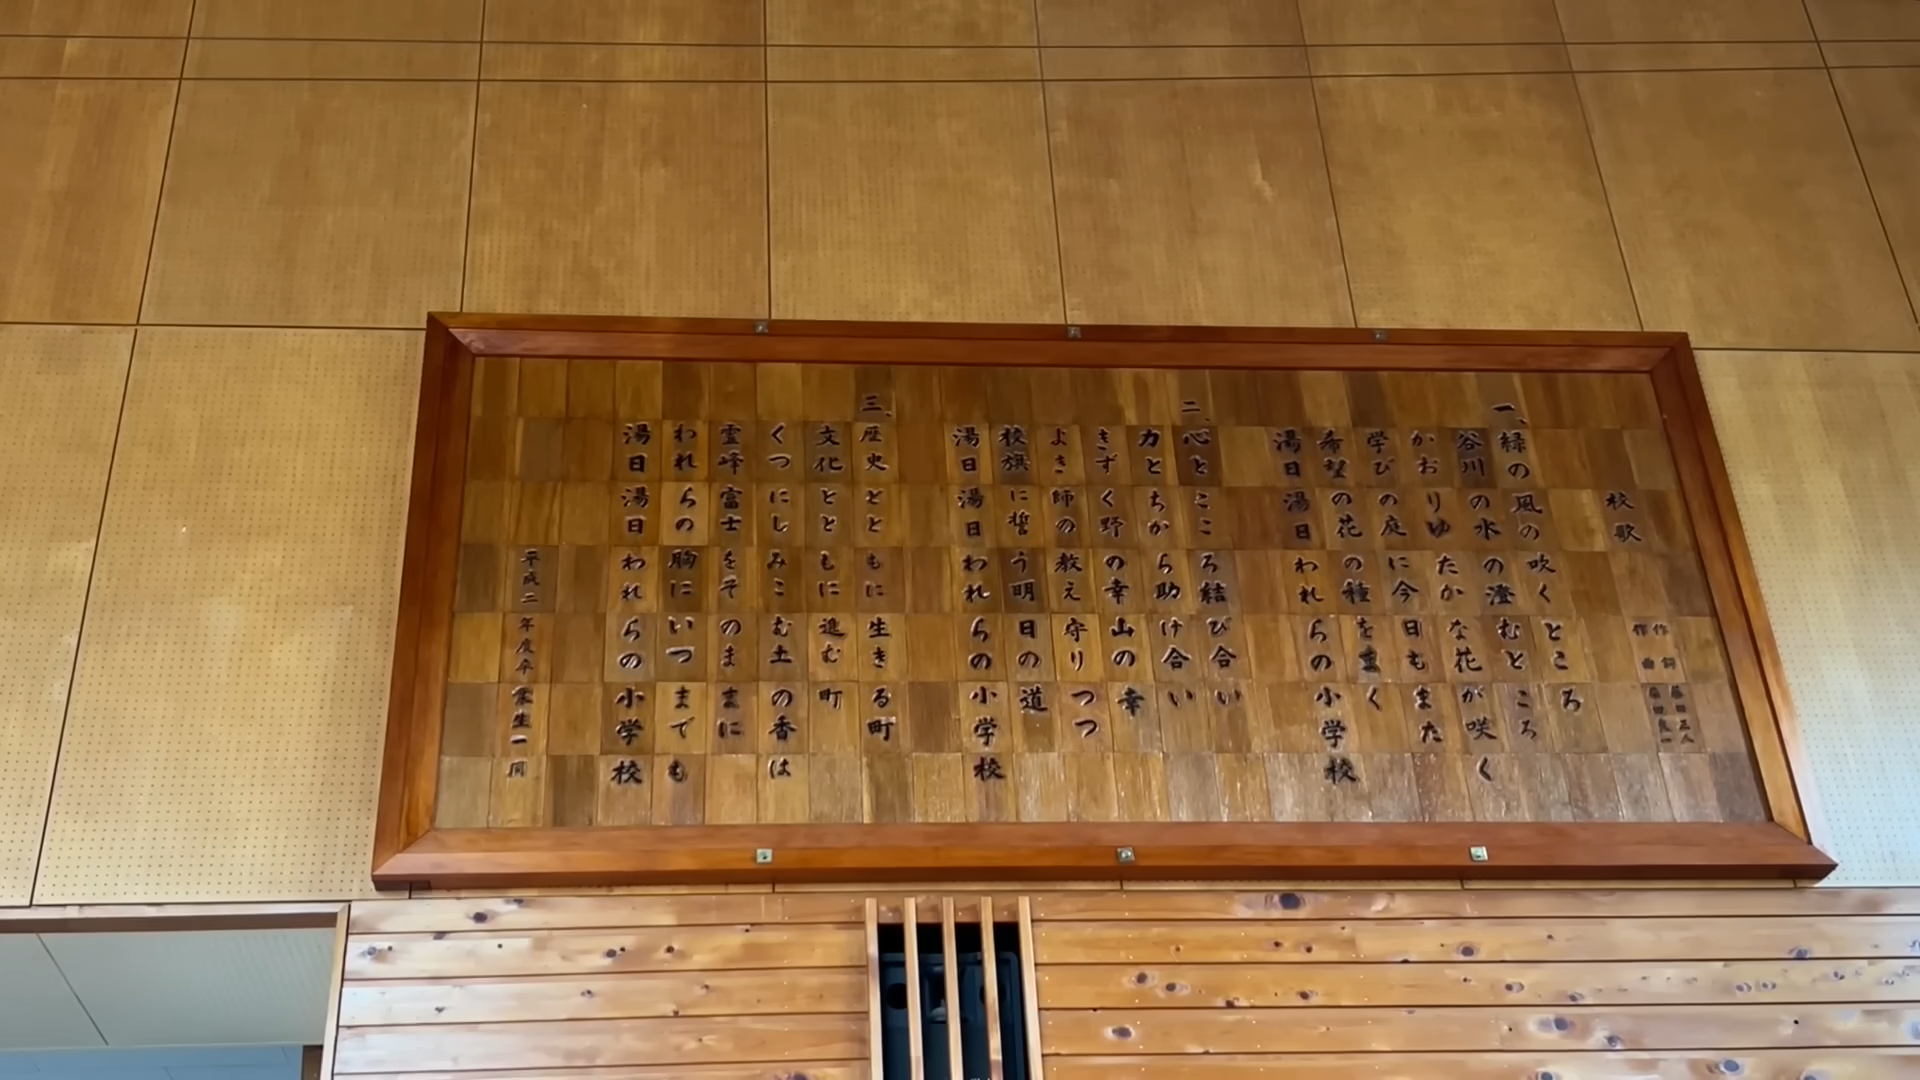 校歌
作詞
作曲
一、緑の風の吹くところ
谷川の水の澄むところ
かおりゆたかな花が咲く
学びの庭に今日もまた
希望の花の種をまく
湯日湯日われらの小学校
二、心とこころ結び合い
力とちから助け合い
きずく野の幸山の幸
よき師の教え守りつつ
校旗に誓う明日の道
湯日湯日われらの小学校
三、歴史とともに生きる町
文化とともに進む町
くつにしみこむ土の香は
霊峰富士をそのままに
われらの胸にいつまでも
湯日湯日われらの小学校
平成二年度卒業生一同